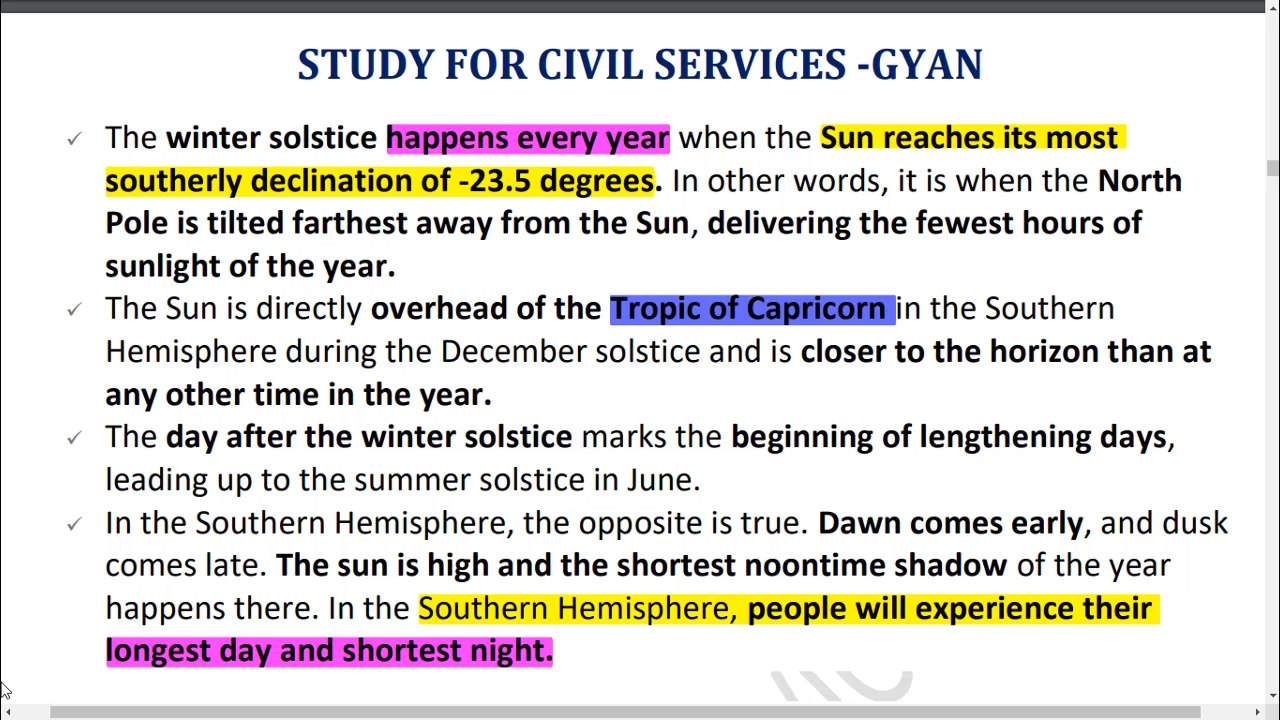 STUDY FOR CIVIL SERVICES -GYAN
✓ The winter solstice happens every year when the Sun reaches its most
southerly declination of -23.5 degrees. In other words, it is when the North
Pole is tilted farthest away from the Sun, delivering the fewest hours of
sunlight of the year.
✓ The Sun is directly overhead of the Tropic of Capricorn in the Southern
Hemisphere during the December solstice and is closer to the horizon than at
any other time in the year.
✓ The day after the winter solstice marks the beginning of lengthening days,
leading up to the summer solstice in June.
✓ In the Southern Hemisphere, the opposite is true. Dawn comes early, and dusk
comes late. The sun is high and the shortest noontime shadow of the year
happens there. In the Southern Hemisphere, people will experience their
longest day and shortest night.